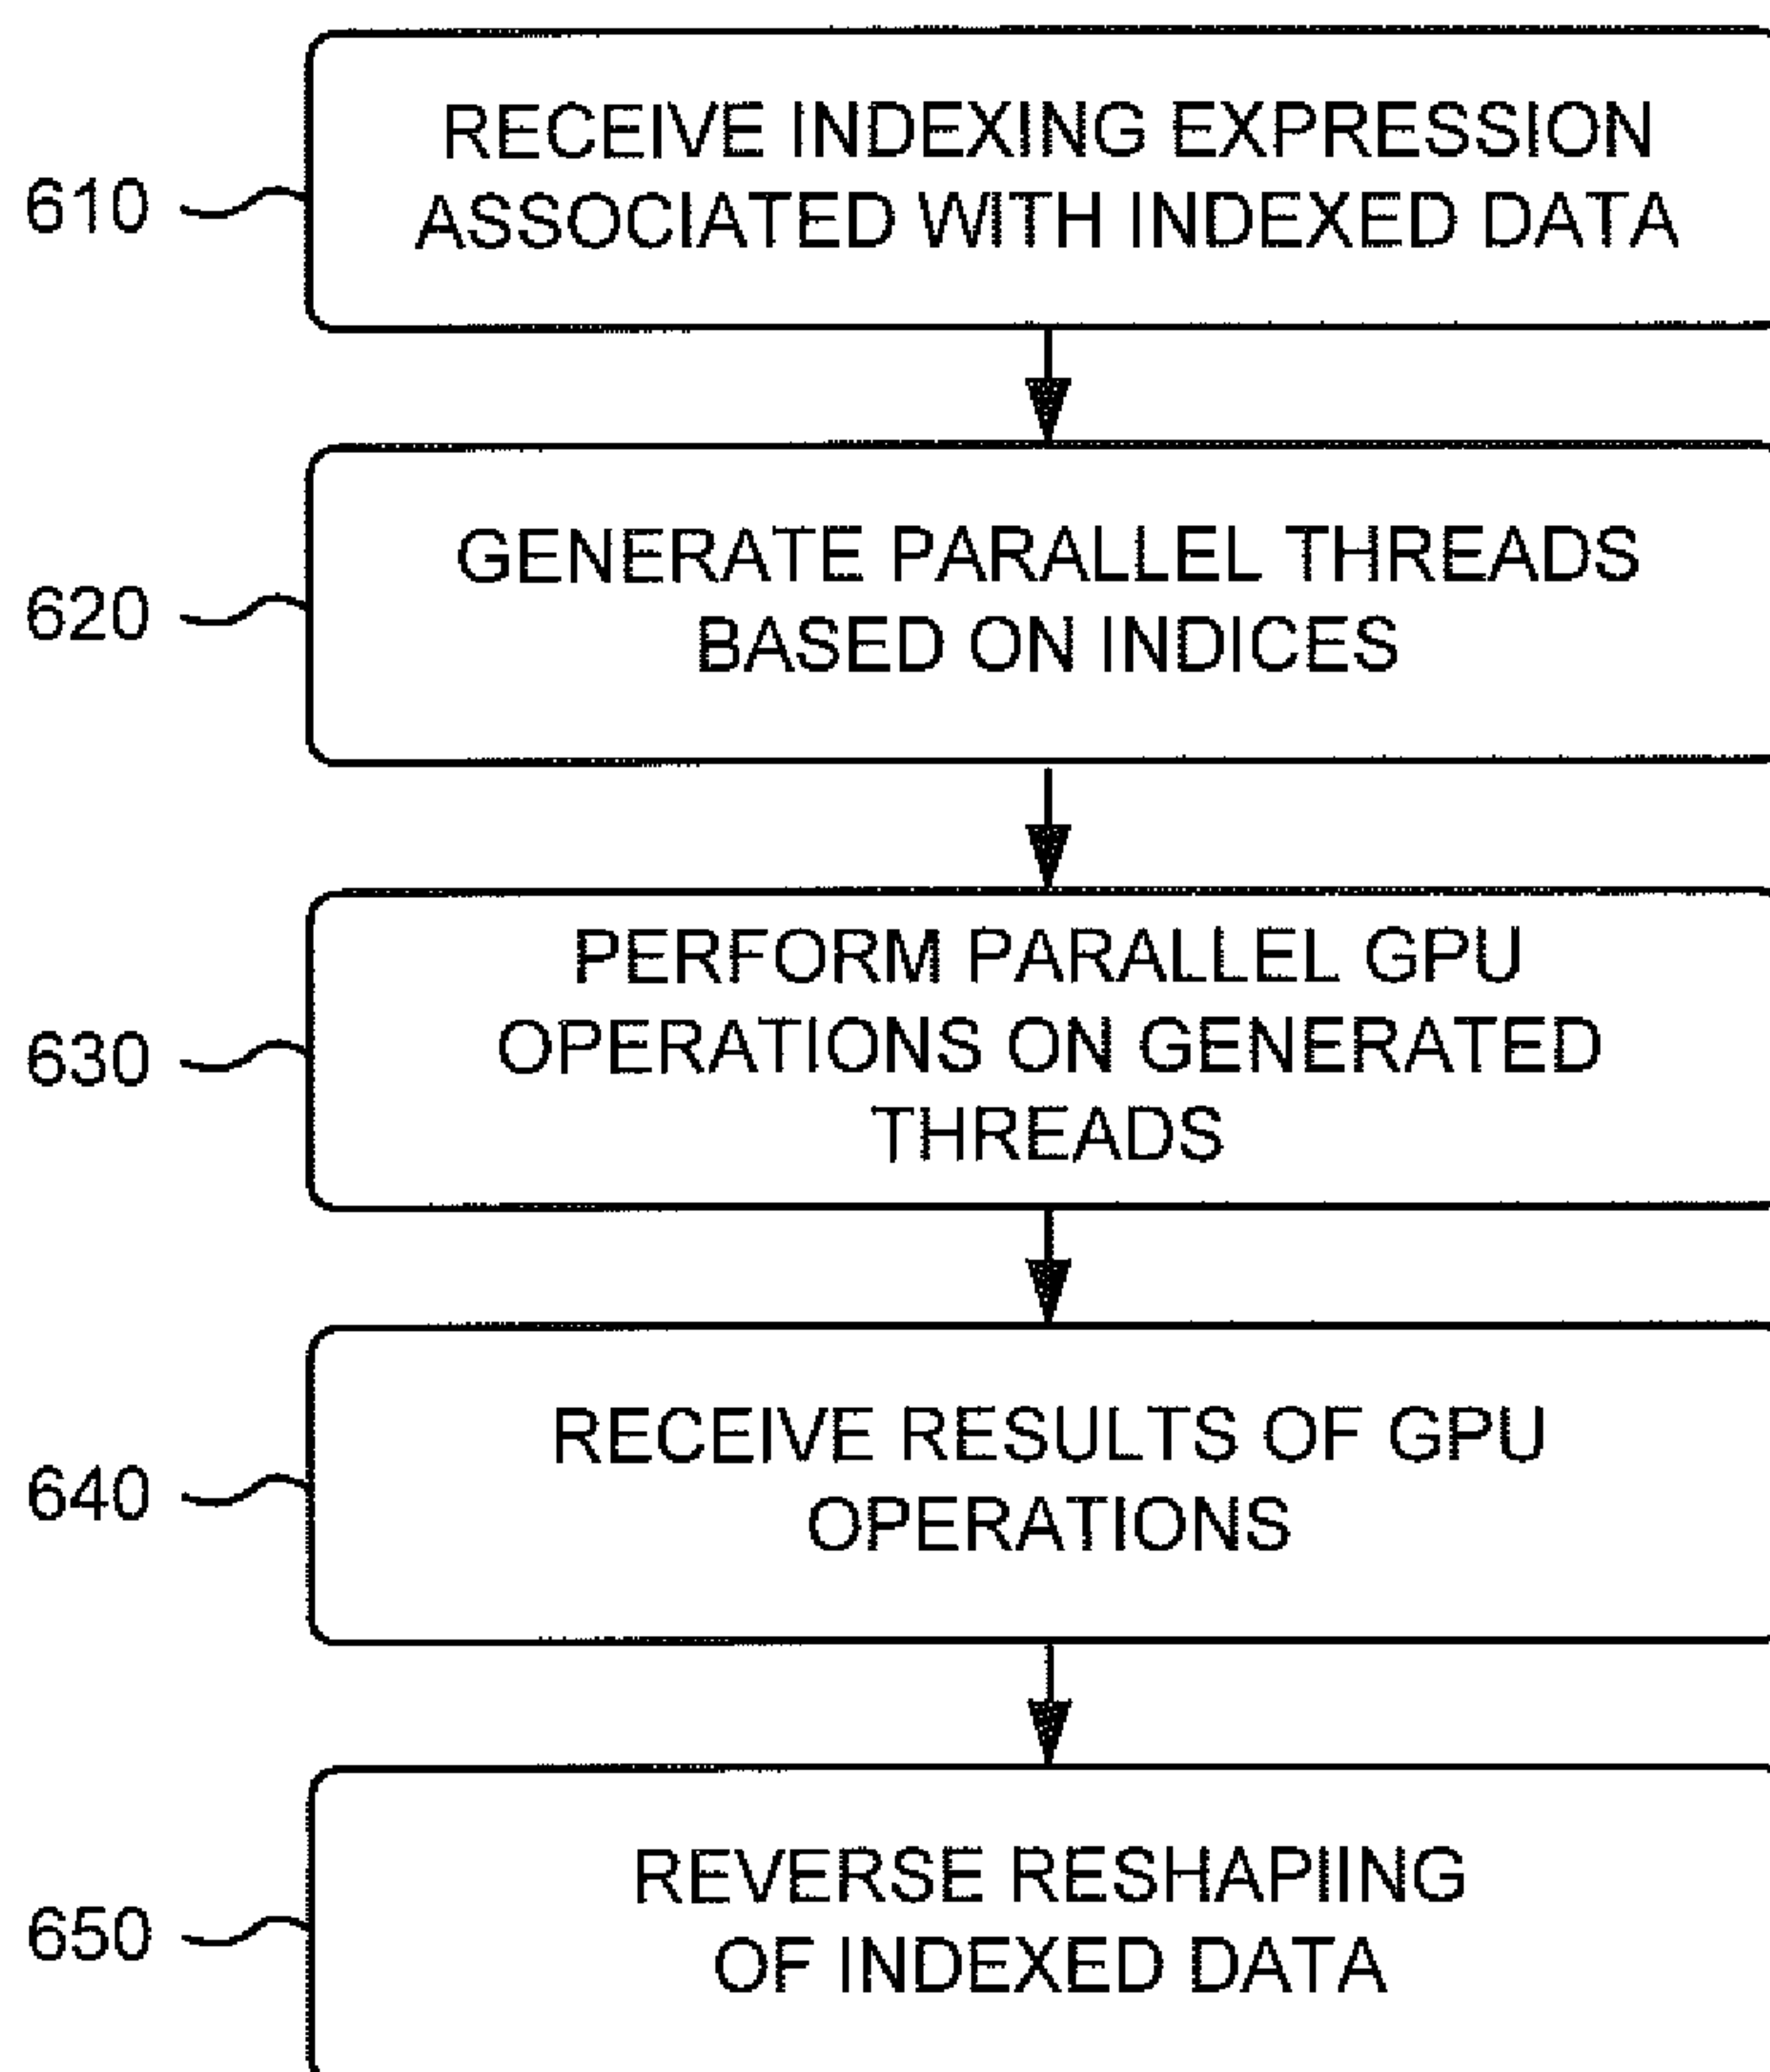 RECEIVE INDEXING EXPRESSION
ASSOCIATED WITH INDEXED DATA
610
GENERATE PARALLEL THREADS
BASED ON INDICES
620
PERFORM PARALLEL GPU
OPERATIONS ON GENERATED
THREADS
630
RECEIVE RESULTS OF GPU
OPERATIONS
640
REVERSE RESHAPIING
OF INDEXED DATA
650